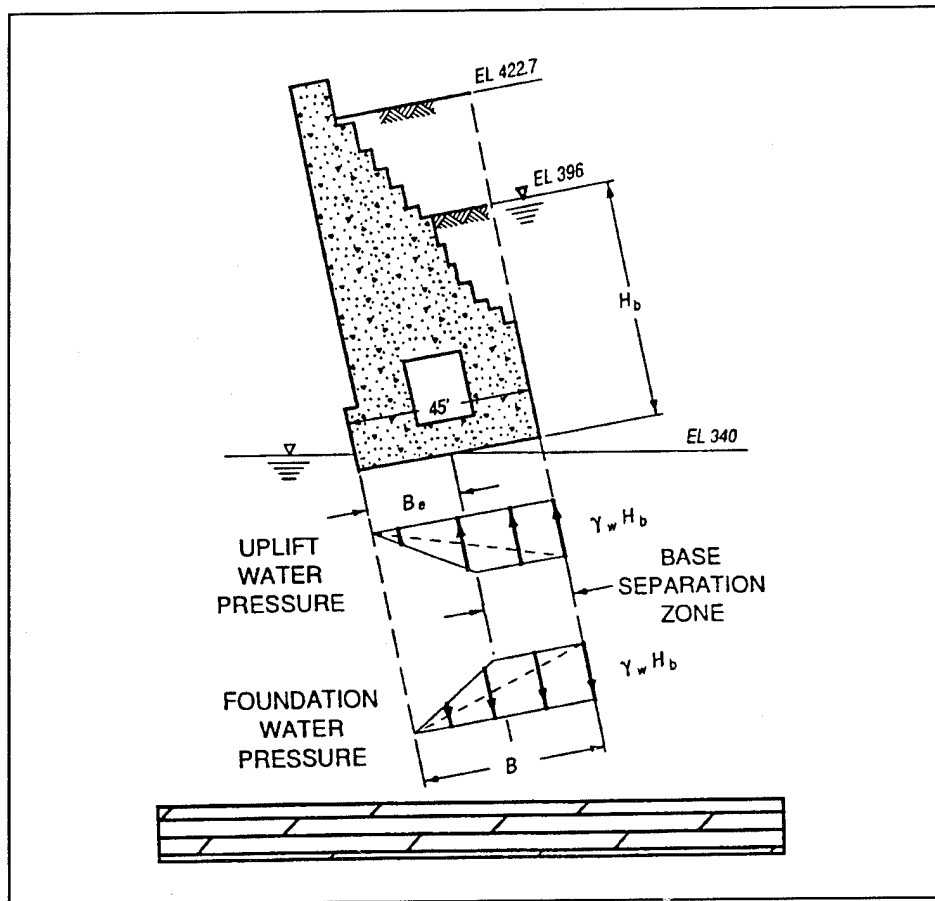 EL 422.7
EL 396
H_b
45'
EL 340
B_e
γ_w H_b
UPLIFT
WATER
PRESSURE
BASE
SEPARATION
ZONE
γ_w H_b
FOUNDATION
WATER
PRESSURE
B